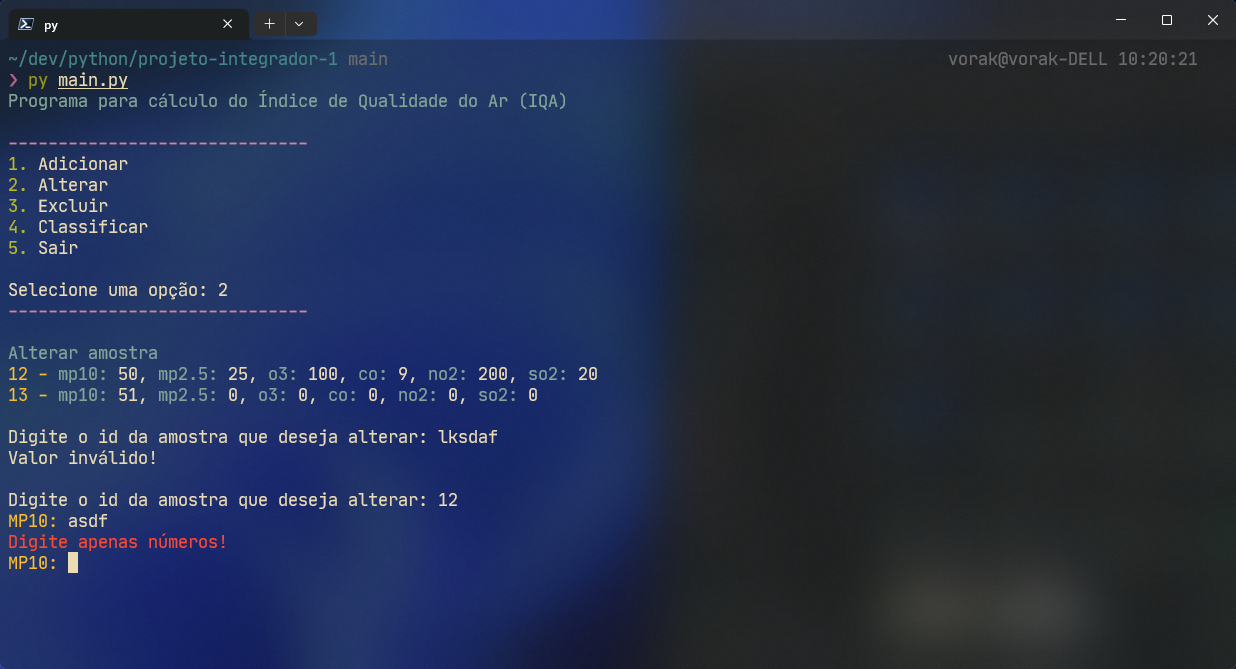 py
~/dev/python/projeto-integrador-1 main vorak@vorak-DELL 10:20:21
❯ py main.py
Programa para cálculo do Índice de Qualidade do Ar (IQA)
------------------------------
1. Adicionar
2. Alterar
3. Excluir
4. Classificar
5. Sair
Selecione uma opção: 2
------------------------------
Alterar amostra
12 - mp10: 50, mp2.5: 25, o3: 100, co: 9, no2: 200, so2: 20
13 - mp10: 51, mp2.5: 0, o3: 0, co: 0, no2: 0, so2: 0
Digite o id da amostra que deseja alterar: lksdaf
Valor inválido!
Digite o id da amostra que deseja alterar: 12
MP10: asdf
Digite apenas números!
MP10: